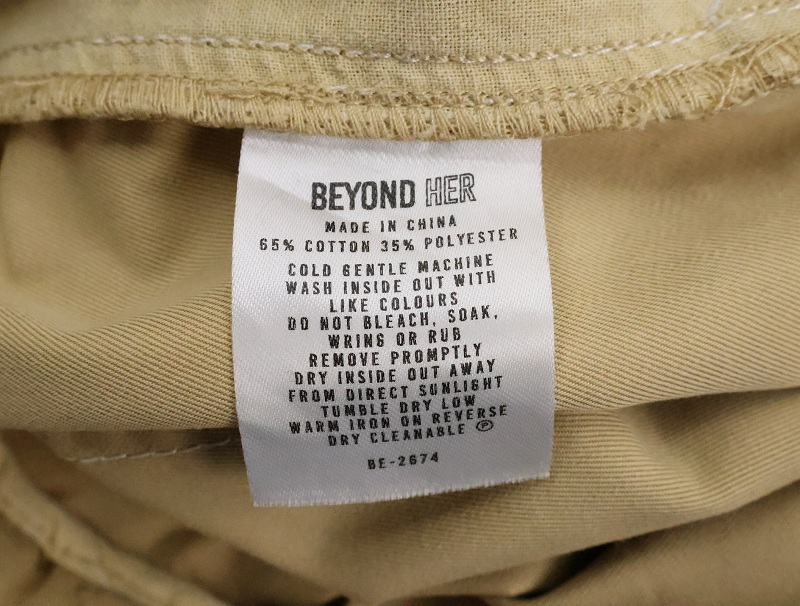 BEYOND HER
MADE IN CHINA
65% COTTON 35% POLYESTER
COLD GENTLE MACHINE
WASH INSIDE OUT WITH
LIKE COLOURS
DO NOT BLEACH, SOAK,
WRING OR RUB
REMOVE PROMPTLY
DRY INSIDE OUT AWAY
FROM DIRECT SUNLIGHT
TUMBLE DRY LOW
WARM IRON ON REVERSE
DRY CLEANABLE Ⓟ
BE-2674